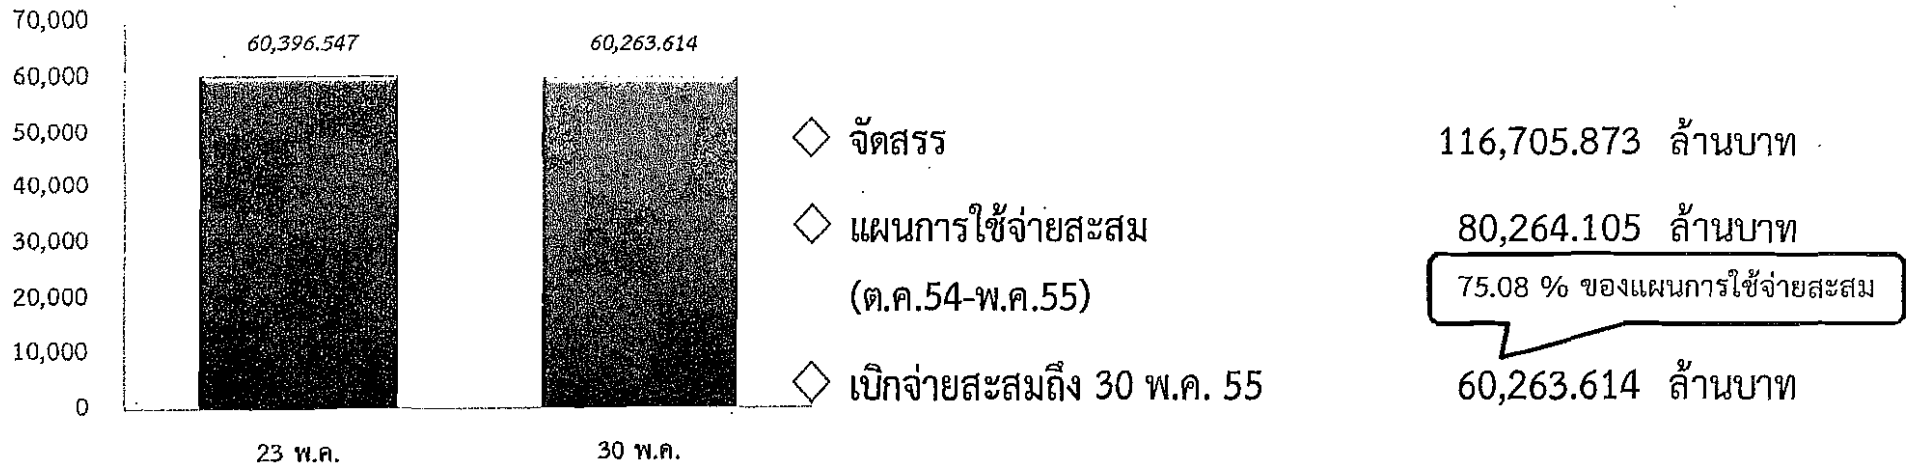 70,000
60,000
50,000
40,000
30,000
20,000
10,000
0
60,396.547
60,263.614
23 พ.ค.
30 พ.ค.
จัดสรร 116,705.873 ล้านบาท
แผนการใช้จ่ายสะสม 80,264.105 ล้านบาท
(ต.ค.54-พ.ค.55)
75.08 % ของแผนการใช้จ่ายสะสม
เบิกจ่ายสะสมถึง 30 พ.ค. 55 60,263.614 ล้านบาท